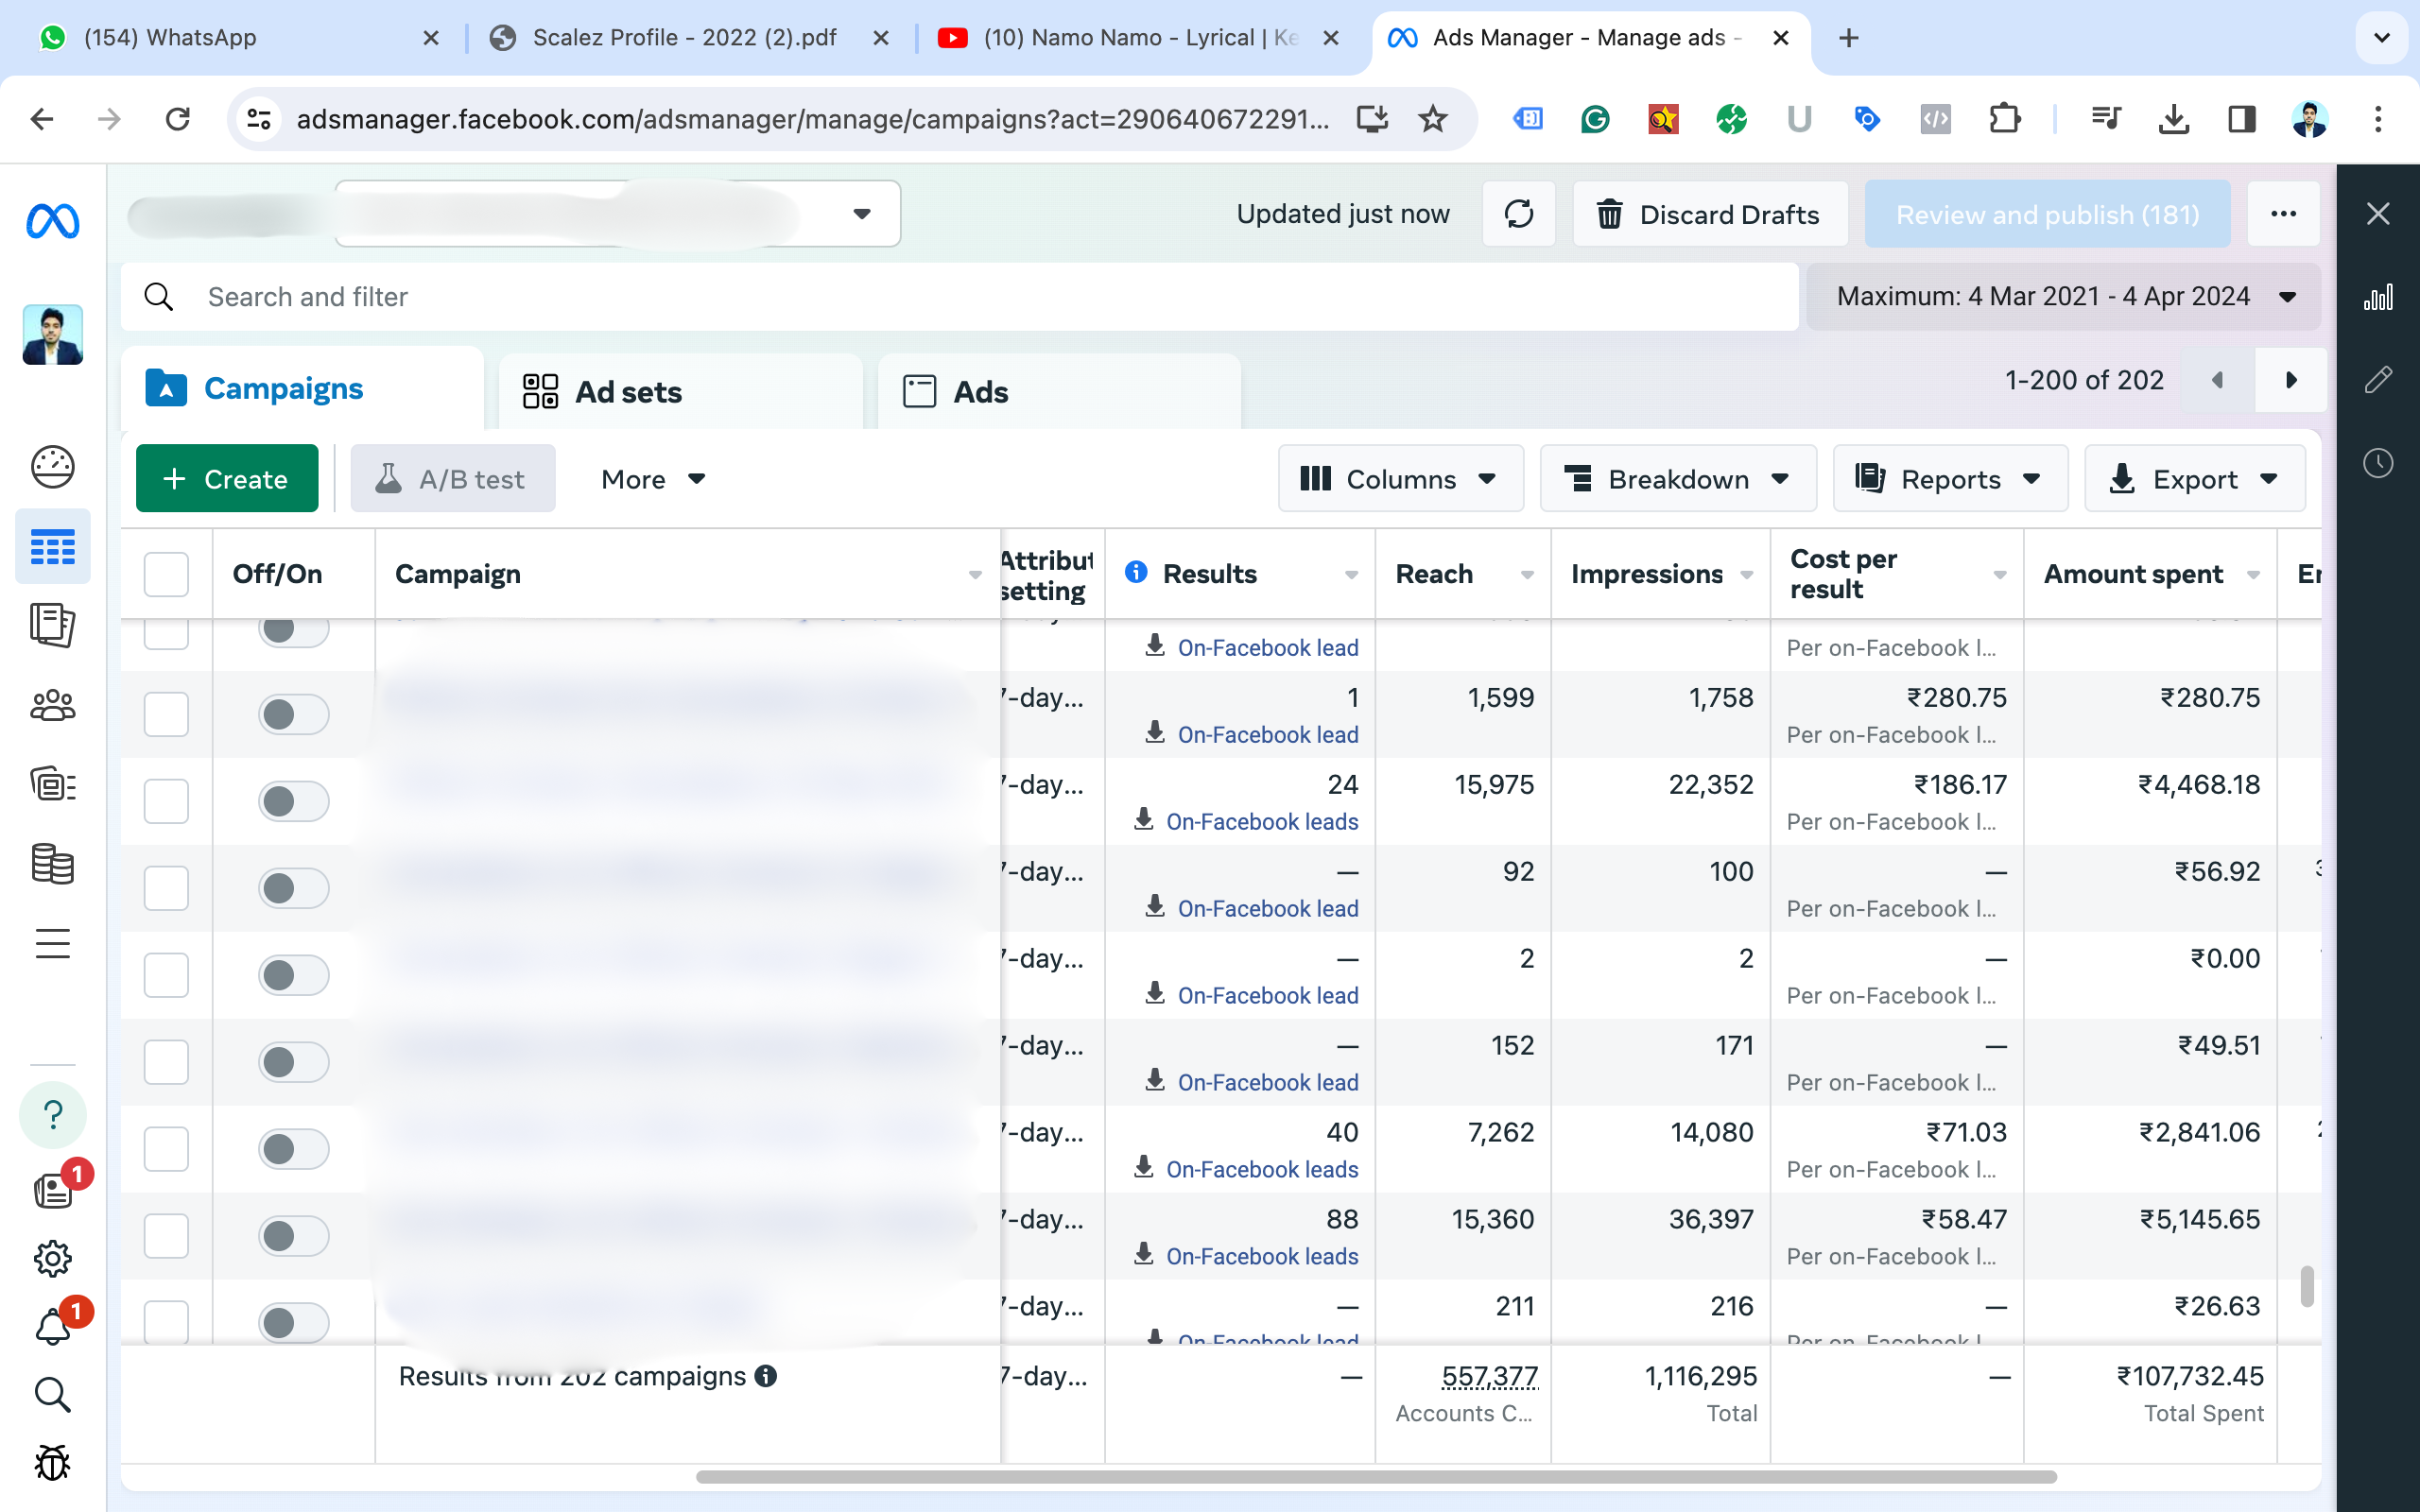 (154) WhatsApp
Scalez Profile - 2022 (2).pdf
(10) Namo Namo - Lyrical | Ke
Ads Manager - Manage ads -
adsmanager.facebook.com/adsmanager/manage/campaigns?act=290640672291...
Updated just now
Discard Drafts
Review and publish (181)
Search and filter
Maximum: 4 Mar 2021 - 4 Apr 2024
Campaigns
Ad sets
Ads
1-200 of 202
+ Create
A/B test
More
Columns
Breakdown
Reports
Export
Off/On
Campaign
Attribut
setting
Results
Reach
Impressions
Cost per
result
Amount spent
On-Facebook lead
Per on-Facebook l...
7-day... 1 1,599 1,758 ₹280.75 ₹280.75
On-Facebook lead Per on-Facebook l...
7-day... 24 15,975 22,352 ₹186.17 ₹4,468.18
On-Facebook leads Per on-Facebook l...
7-day... — 92 100 — ₹56.92
On-Facebook lead Per on-Facebook l...
7-day... — 2 2 — ₹0.00
On-Facebook lead Per on-Facebook l...
7-day... — 152 171 — ₹49.51
On-Facebook lead Per on-Facebook l...
7-day... 40 7,262 14,080 ₹71.03 ₹2,841.06
On-Facebook leads Per on-Facebook l...
7-day... 88 15,360 36,397 ₹58.47 ₹5,145.65
On-Facebook leads Per on-Facebook l...
7-day... — 211 216 — ₹26.63
On-Facebook lead Per on-Facebook l
Results from 202 campaigns 7-day... — 557,377 1,116,295 — ₹107,732.45
Accounts C... Total Total Spent
?
1
1